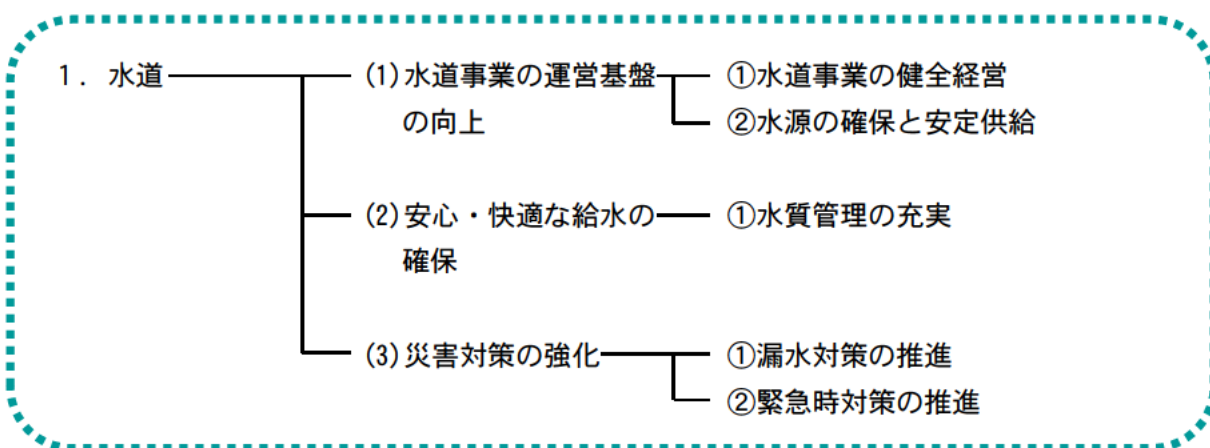 1．水道
(1)水道事業の運営基盤
の向上
①水道事業の健全経営
②水源の確保と安定供給
(2)安心・快適な給水の
確保
①水質管理の充実
(3)災害対策の強化
①漏水対策の推進
②緊急時対策の推進